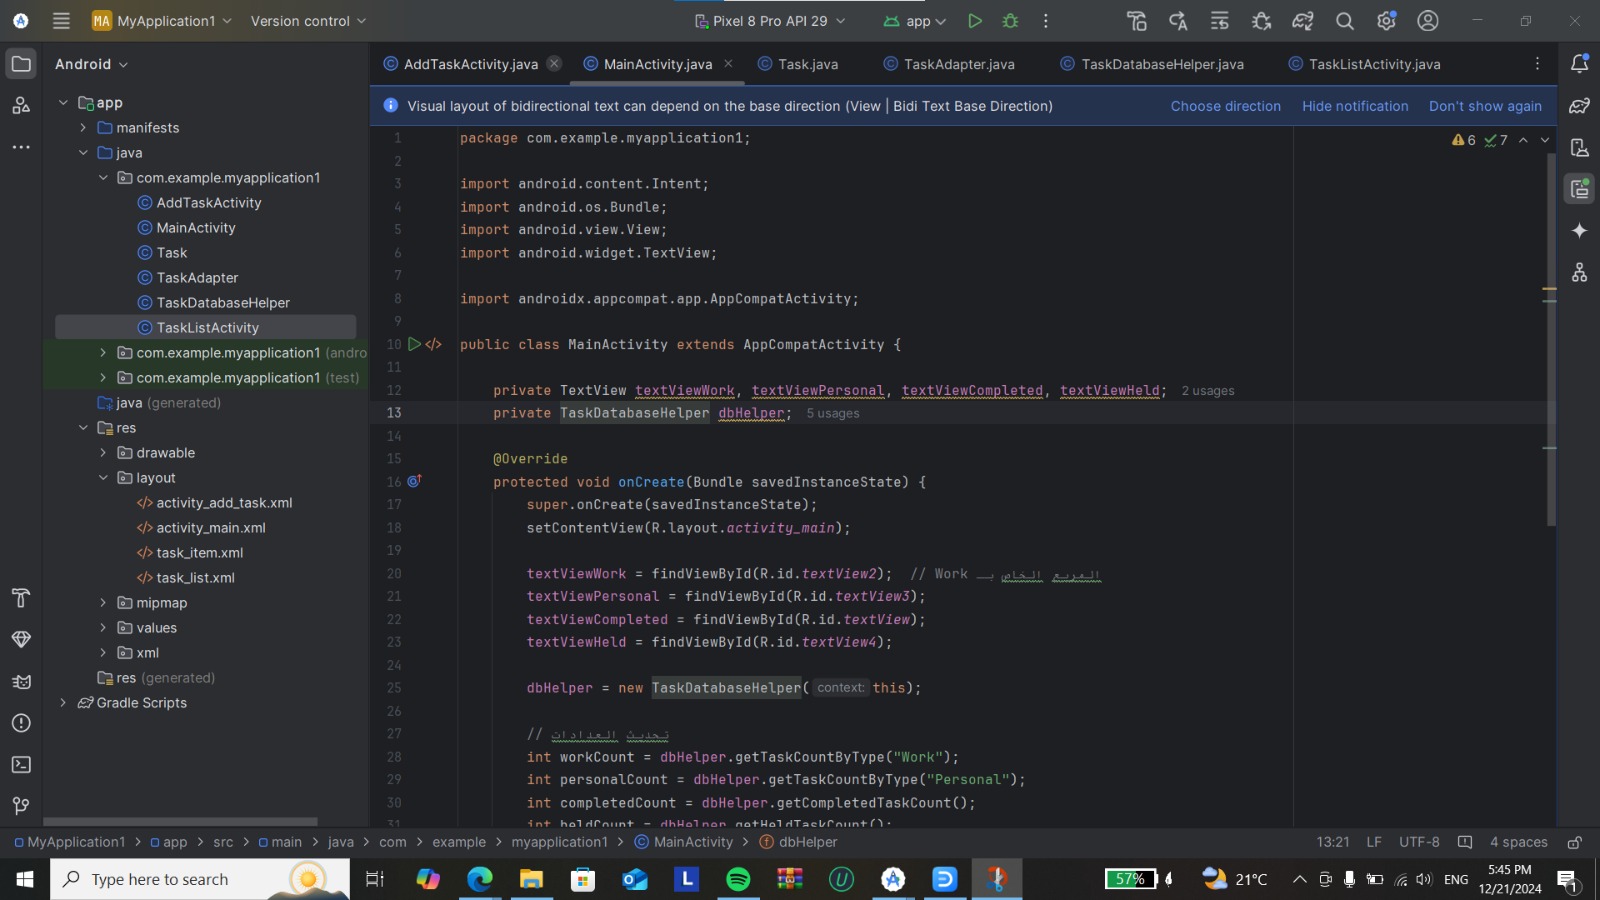 MA MyApplication1 Version control Pixel 8 Pro API 29 app
Android
AddTaskActivity.java MainActivity.java Task.java TaskAdapter.java TaskDatabaseHelper.java TaskListActivity.java
Visual layout of bidirectional text can depend on the base direction (View | Bidi Text Base Direction) Choose direction Hide notification Don't show again
app
manifests
java
com.example.myapplication1
AddTaskActivity
MainActivity
Task
TaskAdapter
TaskDatabaseHelper
TaskListActivity
com.example.myapplication1 (andro
com.example.myapplication1 (test)
java (generated)
res
drawable
layout
activity_add_task.xml
activity_main.xml
task_item.xml
task_list.xml
mipmap
values
xml
res (generated)
Gradle Scripts
6 7
1 package com.example.myapplication1;
2
3 import android.content.Intent;
4 import android.os.Bundle;
5 import android.view.View;
6 import android.widget.TextView;
7
8 import androidx.appcompat.app.AppCompatActivity;
9
10 public class MainActivity extends AppCompatActivity {
11
12 private TextView textViewWork, textViewPersonal, textViewCompleted, textViewHeld; 2 usages
13 private TaskDatabaseHelper dbHelper; 5 usages
14
15 @Override
16 protected void onCreate(Bundle savedInstanceState) {
17 super.onCreate(savedInstanceState);
18 setContentView(R.layout.activity_main);
19
20 textViewWork = findViewById(R.id.textView2); // المربع الخاص بـ Work
21 textViewPersonal = findViewById(R.id.textView3);
22 textViewCompleted = findViewById(R.id.textView);
23 textViewHeld = findViewById(R.id.textView4);
24
25 dbHelper = new TaskDatabaseHelper( context: this);
26
27 // تحديث العدادات
28 int workCount = dbHelper.getTaskCountByType("Work");
29 int personalCount = dbHelper.getTaskCountByType("Personal");
30 int completedCount = dbHelper.getCompletedTaskCount();
31 int heldCount = dbHelper.getHeldTaskCount();
MyApplication1 > app > src > main > java > com > example > myapplication1 > MainActivity > dbHelper 13:21 LF UTF-8 4 spaces
Type here to search L 57% 21°C ENG 5:45 PM
12/21/2024 1